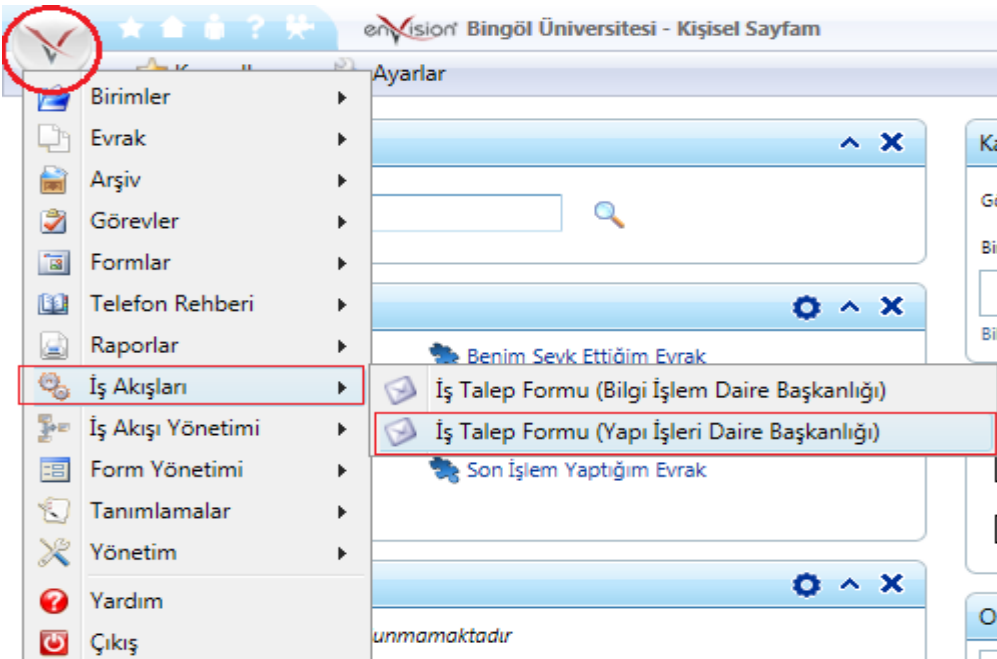 enVision Bingöl Üniversitesi - Kişisel Sayfam
Ayarlar
Birimler
Evrak
Arşiv
Görevler
Formlar
Telefon Rehberi
Raporlar
Benim Sevk Ettiğim Evrak
İş Akışları
İş Talep Formu (Bilgi İşlem Daire Başkanlığı)
İş Akışı Yönetimi
İş Talep Formu (Yapı İşleri Daire Başkanlığı)
Form Yönetimi
Son İşlem Yaptığım Evrak
Tanımlamalar
Yönetim
Yardım
Çıkış